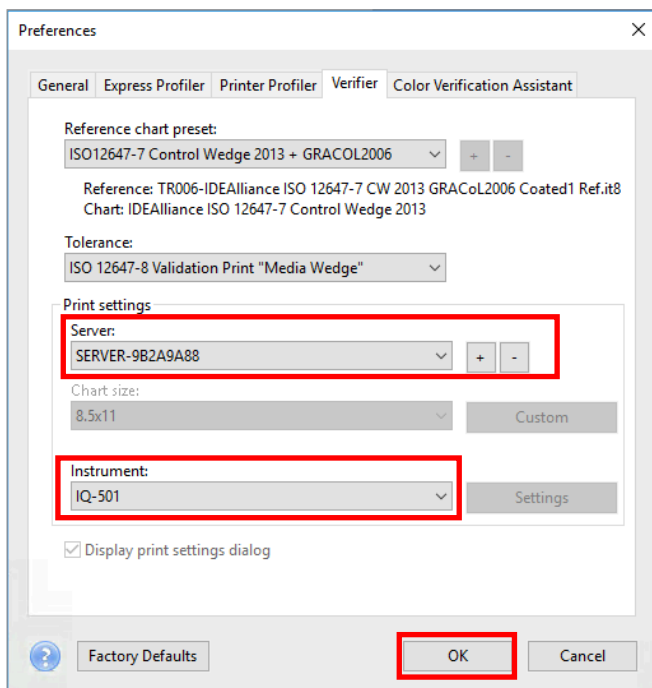 Preferences
General Express Profiler Printer Profiler Verifier Color Verification Assistant
Reference chart preset:
ISO12647-7 Control Wedge 2013 + GRACOL2006 + -
Reference: TR006-IDEAlliance ISO 12647-7 CW 2013 GRACoL2006 Coated1 Ref.it8
Chart: IDEAlliance ISO 12647-7 Control Wedge 2013
Tolerance:
ISO 12647-8 Validation Print "Media Wedge"
Print settings
Server:
SERVER-9B2A9A88 + -
Chart size:
8.5x11 Custom
Instrument:
IQ-501 Settings
Display print settings dialog
? Factory Defaults OK Cancel